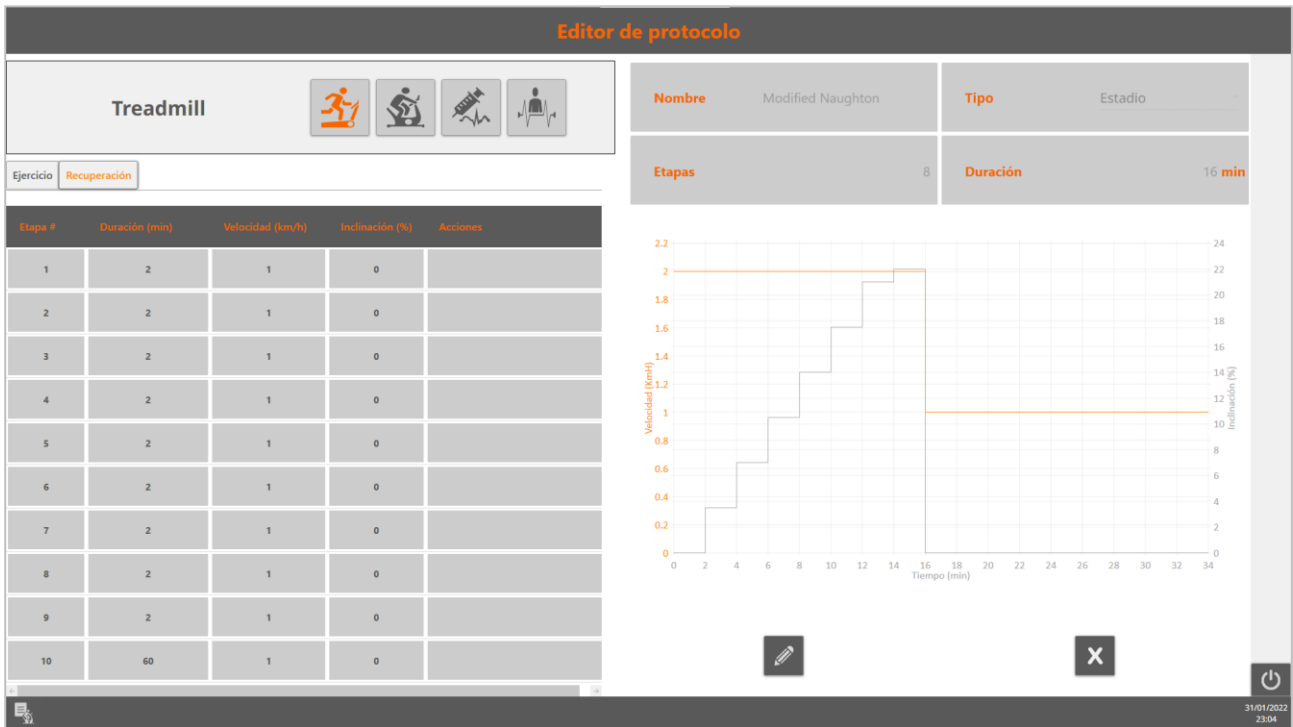 Editor de protocolo
Treadmill
Nombre Modified Naughton
Tipo Estadio
Etapas 8
Duración 16 min
Ejercicio Recuperación
Etapa # Duración (min) Velocidad (km/h) Inclinación (%) Acciones
1 2 1 0
2 2 1 0
3 2 1 0
4 2 1 0
5 2 1 0
6 2 1 0
7 2 1 0
8 2 1 0
9 2 1 0
10 60 1 0
Velocidad (KmH)
2.2
2
1.8
1.6
1.4
1.2
1
0.8
0.6
0.4
0.2
0
24
22
20
18
16
14
12
10
8
6
4
2
0
Inclinación (%)
0 2 4 6 8 10 12 14 16 18 20 22 24 26 28 30 32 34
Tiempo (min)
X
31/01/2022
23:04